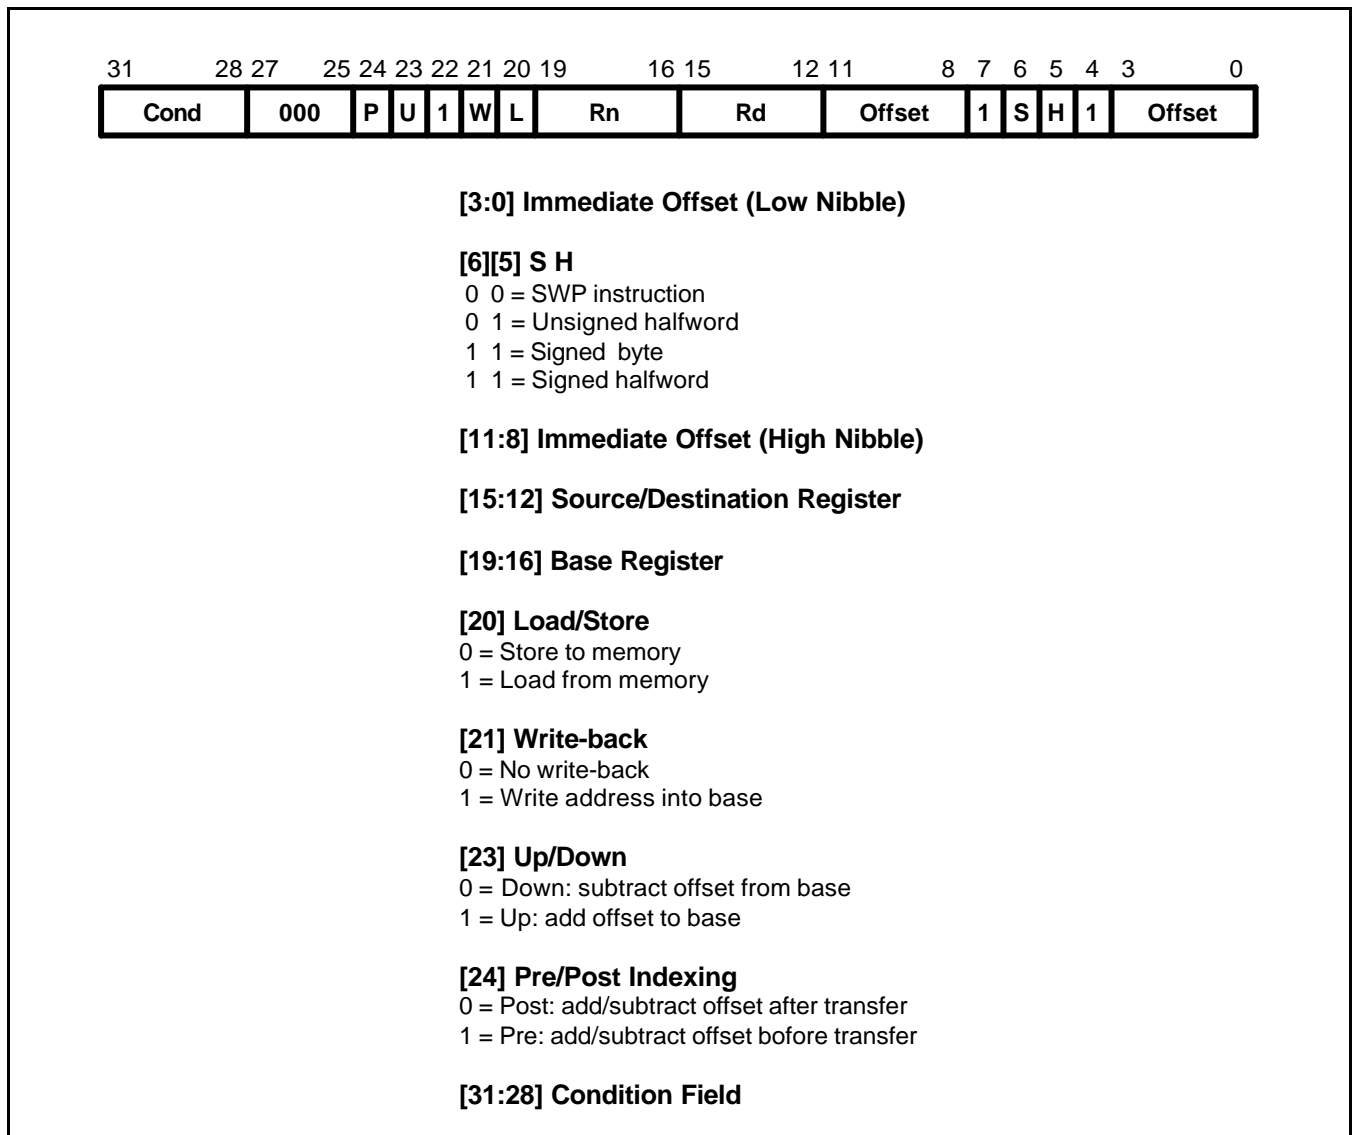 31 28 27 25 24 23 22 21 20 19 16 15 12 11 8 7 6 5 4 3 0
Cond 000 P U 1 W L Rn Rd Offset 1 S H 1 Offset
[3:0] Immediate Offset (Low Nibble)
[6][5] S H
0 0 = SWP instruction
0 1 = Unsigned halfword
1 1 = Signed byte
1 1 = Signed halfword
[11:8] Immediate Offset (High Nibble)
[15:12] Source/Destination Register
[19:16] Base Register
[20] Load/Store
0 = Store to memory
1 = Load from memory
[21] Write-back
0 = No write-back
1 = Write address into base
[23] Up/Down
0 = Down: subtract offset from base
1 = Up: add offset to base
[24] Pre/Post Indexing
0 = Post: add/subtract offset after transfer
1 = Pre: add/subtract offset bofore transfer
[31:28] Condition Field